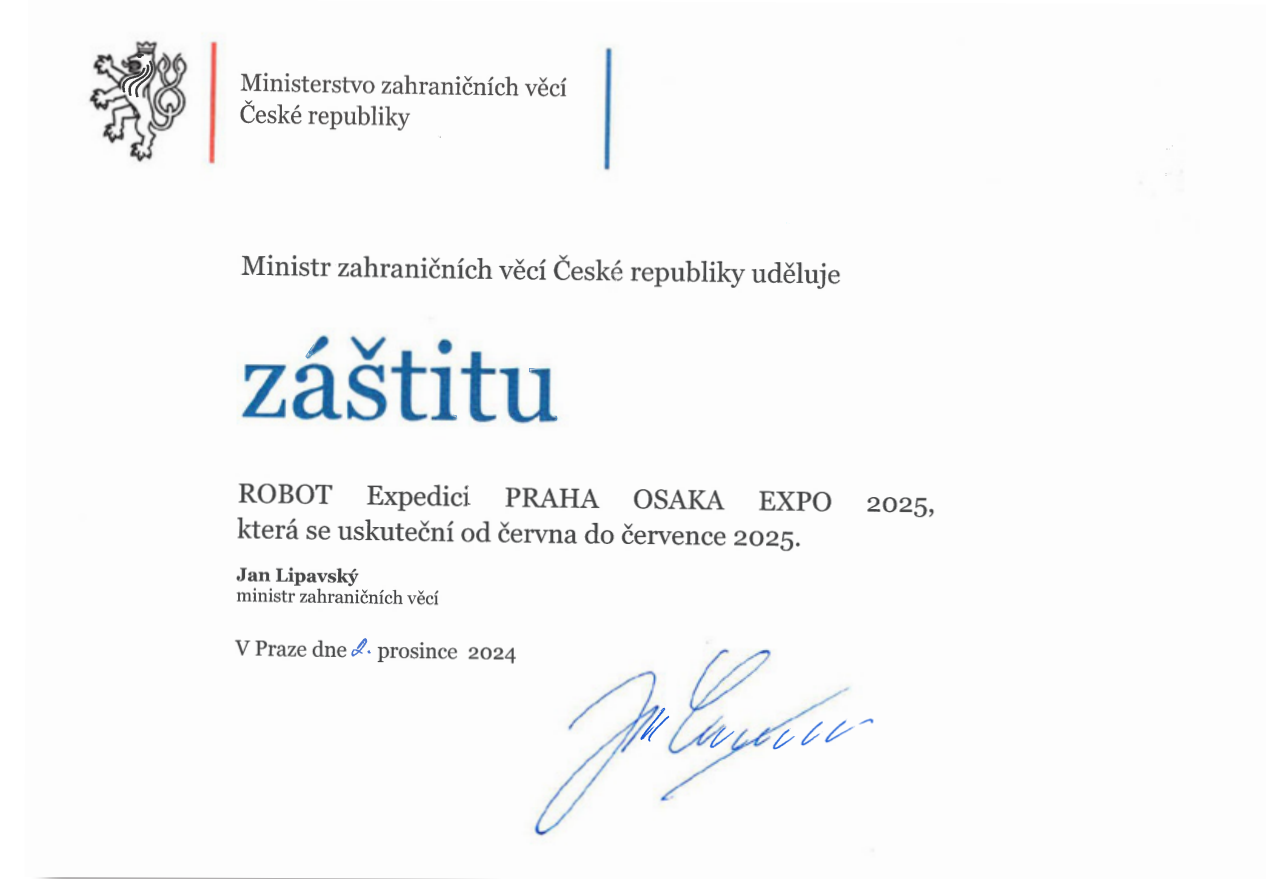 Ministerstvo zahraničních věcí
České republiky
Ministr zahraničních věcí České republiky uděluje
záštitu
ROBOT Expedici PRAHA OSAKA EXPO 2025,
která se uskuteční od června do července 2025.
Jan Lipavský
ministr zahraničních věcí
V Praze dne 2. prosince 2024